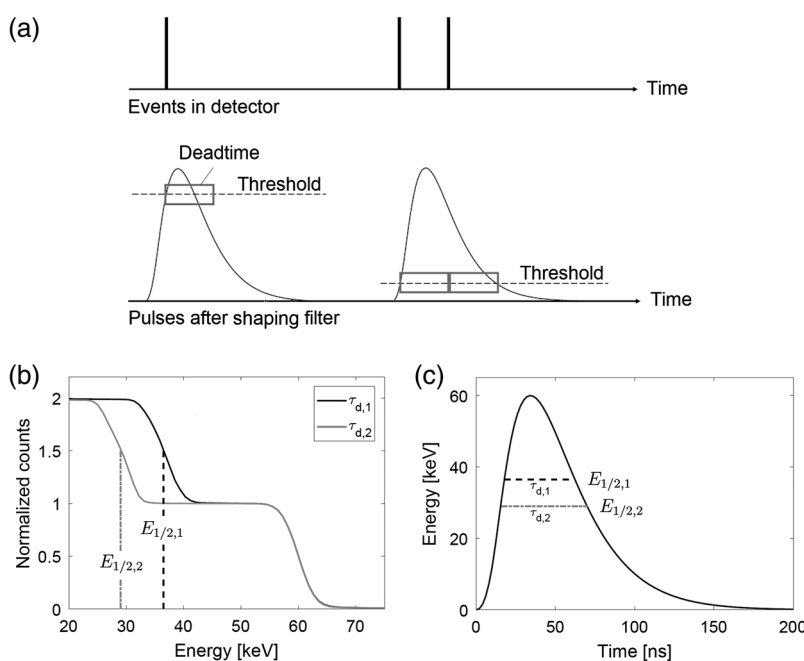 (a)
Time
Events in detector
Deadtime
Threshold
Threshold
Time
Pulses after shaping filter
(b)
Normalized counts
2
1.5
1
0.5
0
20 30 40 50 60 70
Energy [keV]
τd,1
τd,2
E1/2,1
E1/2,2
(c)
Energy [keV]
60
40
20
0
0 50 100 150 200
Time [ns]
τd,1
E1/2,1
τd,2
E1/2,2